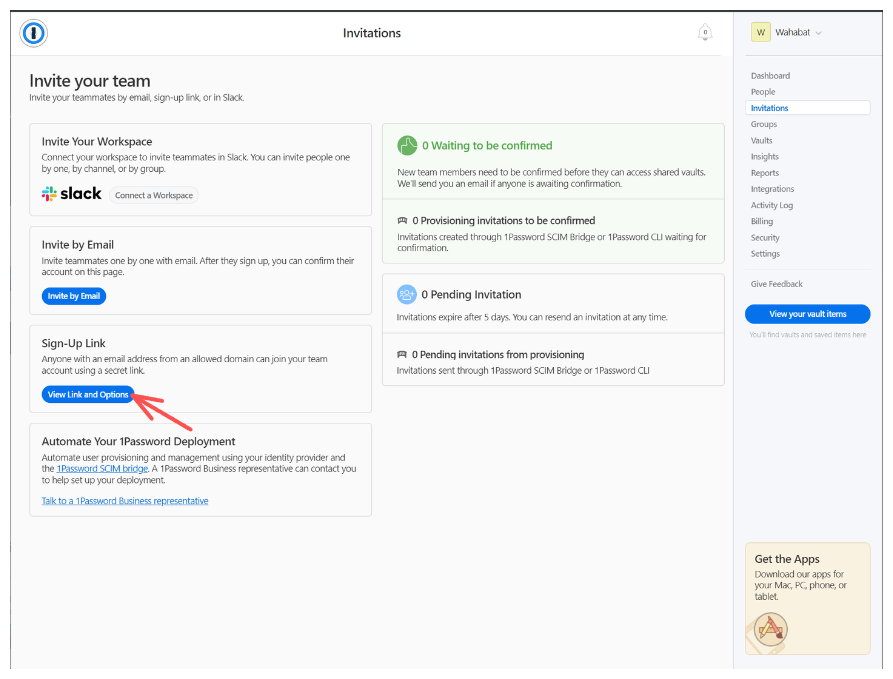 Invitations
0
W Wahabat
Invite your team
Invite your teammates by email, sign-up link, or in Slack.
Invite Your Workspace
Connect your workspace to invite teammates in Slack. You can invite people one
by one, by channel, or by group.
slack Connect a Workspace
Invite by Email
Invite teammates one by one with email. After they sign up, you can confirm their
account on this page.
Invite by Email
Sign-Up Link
Anyone with an email address from an allowed domain can join your team
account using a secret link.
View Link and Options
Automate Your 1Password Deployment
Automate user provisioning and management using your identity provider and
the 1Password SCIM bridge. A 1Password Business representative can contact you
to help set up your deployment.
Talk to a 1Password Business representative
0 Waiting to be confirmed
New team members need to be confirmed before they can access shared vaults.
We'll send you an email if anyone is awaiting confirmation.
0 Provisioning invitations to be confirmed
Invitations created through 1Password SCIM Bridge or 1Password CLI waiting for
confirmation.
0 Pending Invitation
Invitations expire after 5 days. You can resend an invitation at any time.
0 Pending invitations from provisioning
Invitations sent through 1Password SCIM Bridge or 1Password CLI
Dashboard
People
Invitations
Groups
Vaults
Insights
Reports
Integrations
Activity Log
Billing
Security
Settings
Give Feedback
View your vault items
You'll find vaults and saved items here
Get the Apps
Download our apps for
your Mac, PC, phone, or
tablet.